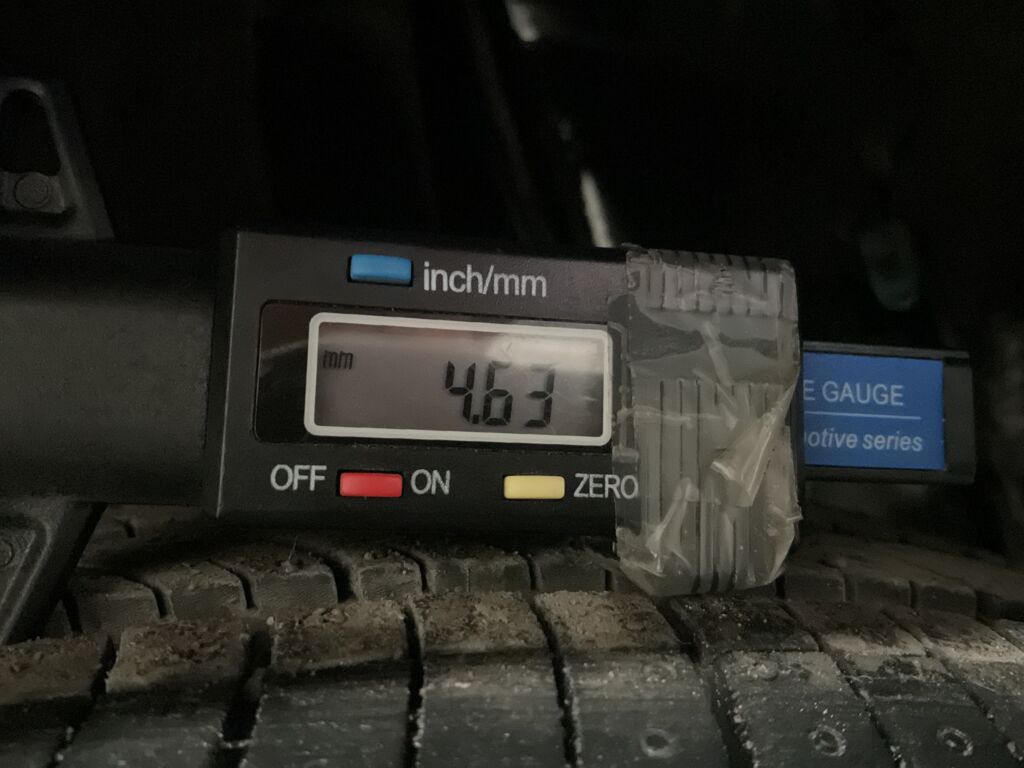 inch/mm
mm
4.63
OFF ON ZERO
E GAUGE
otive series